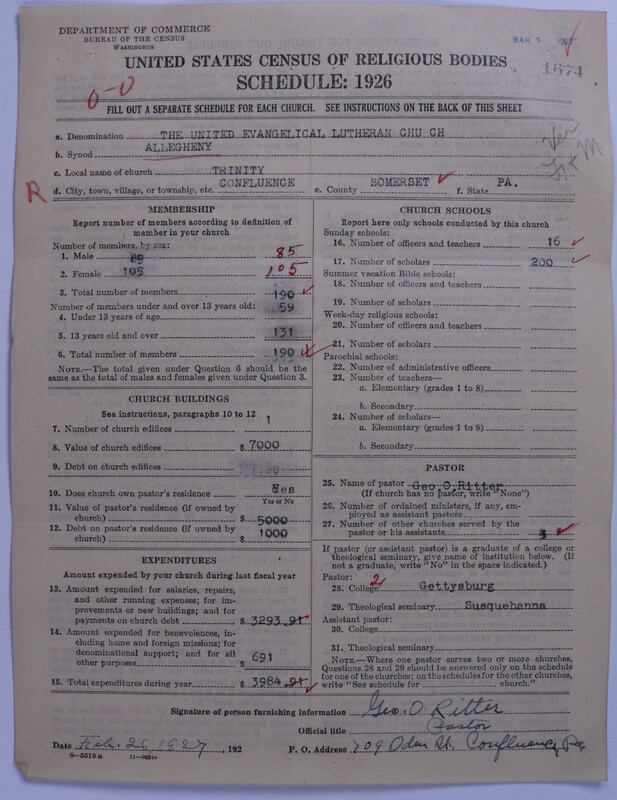 DEPARTMENT OF COMMERCE
BUREAU OF THE CENSUS
WASHINGTON
MAR
1674
UNITED STATES CENSUS OF RELIGIOUS BODIES
SCHEDULE: 1926
0-0
FILL OUT A SEPARATE SCHEDULE FOR EACH CHURCH. SEE INSTRUCTIONS ON THE BACK OF THIS SHEET
a. Denomination THE UNITED EVANGELICAL LUTHERAN CHU CH
b. Synod ALLEGHENY
c. Local name of church TRINITY
R
d. City, town, village, or township, etc. CONFLUENCE e. County SOMERSET f. State PA.
MEMBERSHIP
Report number of members according to definition of
member in your church
Number of members, by sex:
1. Male 85
2. Female 105 105
3. Total number of members 190
Number of members under and over 13 years old:
4. Under 13 years of age 59
5. 13 years old and over 131
6. Total number of members 190
NOTE.—The total given under Question 6 should be
same as the total of males and females given under Question 3.
CHURCH BUILDINGS
See instructions, paragraphs 10 to 12
7. Number of church edifices 1
8. Value of church edifices $ 7000
9. Debt on church edifices $
10. Does church own pastor's residence Yes
Yes or No
11. Value of pastor's residence (if owned by
church) $ 5000
12. Debt on pastor's residence (if owned by
church) $ 1000
EXPENDITURES
Amount expended by your church during last fiscal year
13. Amount expended for salaries, repairs,
and other running expenses; for im-
provements or new buildings; and for
payments on church debt $ 3293.91
14. Amount expended for benevolences, in-
cluding home and foreign missions; for
denominational support; and for all
other purposes 691
15. Total expenditures during year $ 3984.91
CHURCH SCHOOLS
Report here only schools conducted by this church
Sunday schools:
16. Number of officers and teachers 16
17. Number of scholars 200
Summer vacation Bible schools:
18. Number of officers and teachers
19. Number of scholars
Week-day religious schools:
20. Number of officers and teachers
21. Number of scholars
Parochial schools:
22. Number of administrative officers
23. Number of teachers—
a. Elementary (grades 1 to 8)
b. Secondary
24. Number of scholars—
a. Elementary (grades 1 to 8)
b. Secondary
PASTOR
25. Name of pastor Geo.O.Ritter
(If church has no pastor, write "None")
26. Number of ordained ministers, if any, em-
ployed as assistant pastors
27. Number of other churches served by the
pastor or his assistants 3
If pastor (or assistant pastor) is a graduate of a college or
theological seminary, give name of institution below. (If
not a graduate, write "No" in the space indicated.)
Pastor: 2
28. College Gettysburg
29. Theological seminary Susquehanna
Assistant pastor:
30. College
31. Theological seminary
NOTE.—Where one pastor serves two or more churches,
Questions 28 and 29 should be answered only on the schedule
for one of the churches; on the schedules for the other churches,
write "See schedule for church."
Signature of person furnishing information Geo. O Ritter
Official title Pastor
Date Feb. 26, 1927, 192 P. O. Address 709 Oden St. Confluence, Pa
8—5518 a